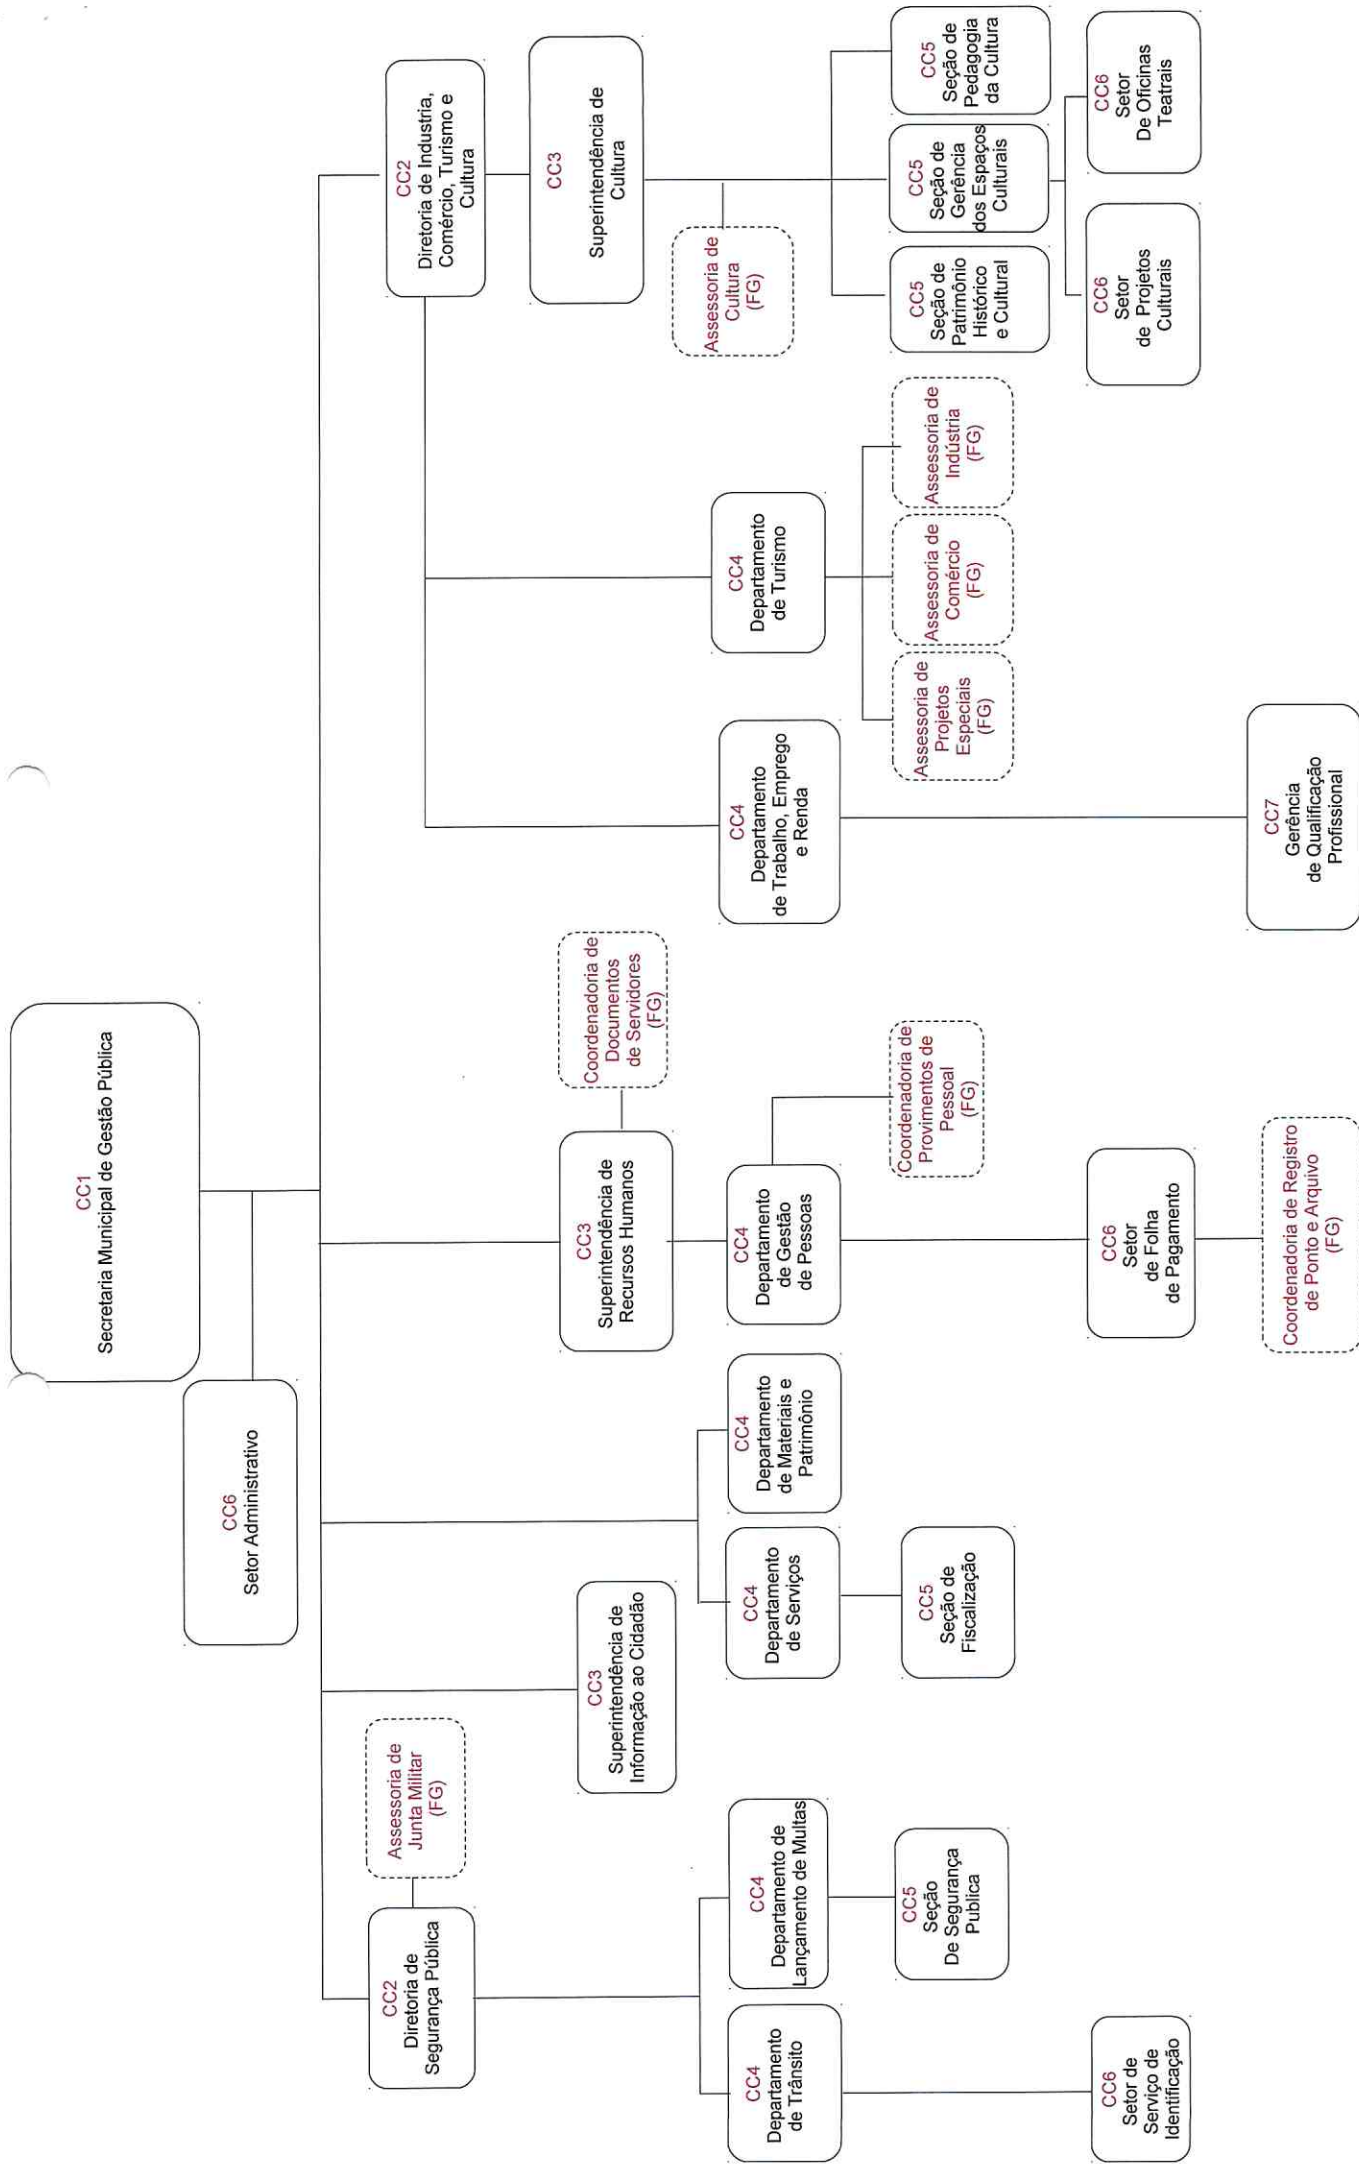 CC1
Secretaria Municipal de Gestão Pública
CC6
Setor Administrativo
CC2
Diretoria de
Segurança Pública
Assessoria de
Junta Militar
(FG)
CC2
Diretoria de Industria,
Comércio, Turismo e
Cultura
CC3
Superintendência de
Informação ao Cidadão
CC3
Superintendência de
Recursos Humanos
Coordenadoria de
Documentos
de Servidores
(FG)
CC3
Superintendência de
Cultura
Assessoria de
Cultura
(FG)
CC4
Departamento
de Trânsito
CC4
Departamento de
Lançamento de Multas
CC4
Departamento
de Serviços
CC4
Departamento
de Materiais e
Patrimônio
CC4
Departamento
de Gestão
de Pessoas
CC4
Departamento
de Trabalho, Emprego
e Renda
CC4
Departamento
de Turismo
CC5
Seção
De Segurança
Publica
CC5
Seção de
Fiscalização
Coordenadoria de
Provimentos de
Pessoal
(FG)
Assessoria de
Projetos
Especiais
(FG)
Assessoria de
Comércio
(FG)
Assessoria de
Indústria
(FG)
CC5
Seção de
Patrimônio
Histórico
e Cultural
CC5
Seção de
Gerência
dos Espaços
Culturais
CC5
Seção de
Pedagogia
da Cultura
CC6
Setor de
Serviço de
Identificação
CC6
Setor
de Folha
de Pagamento
CC6
Setor
de Projetos
Culturais
CC6
Setor
De Oficinas
Teatrais
Coordenadoria de Registro
de Ponto e Arquivo
(FG)
CC7
Gerência
de Qualificação
Profissional